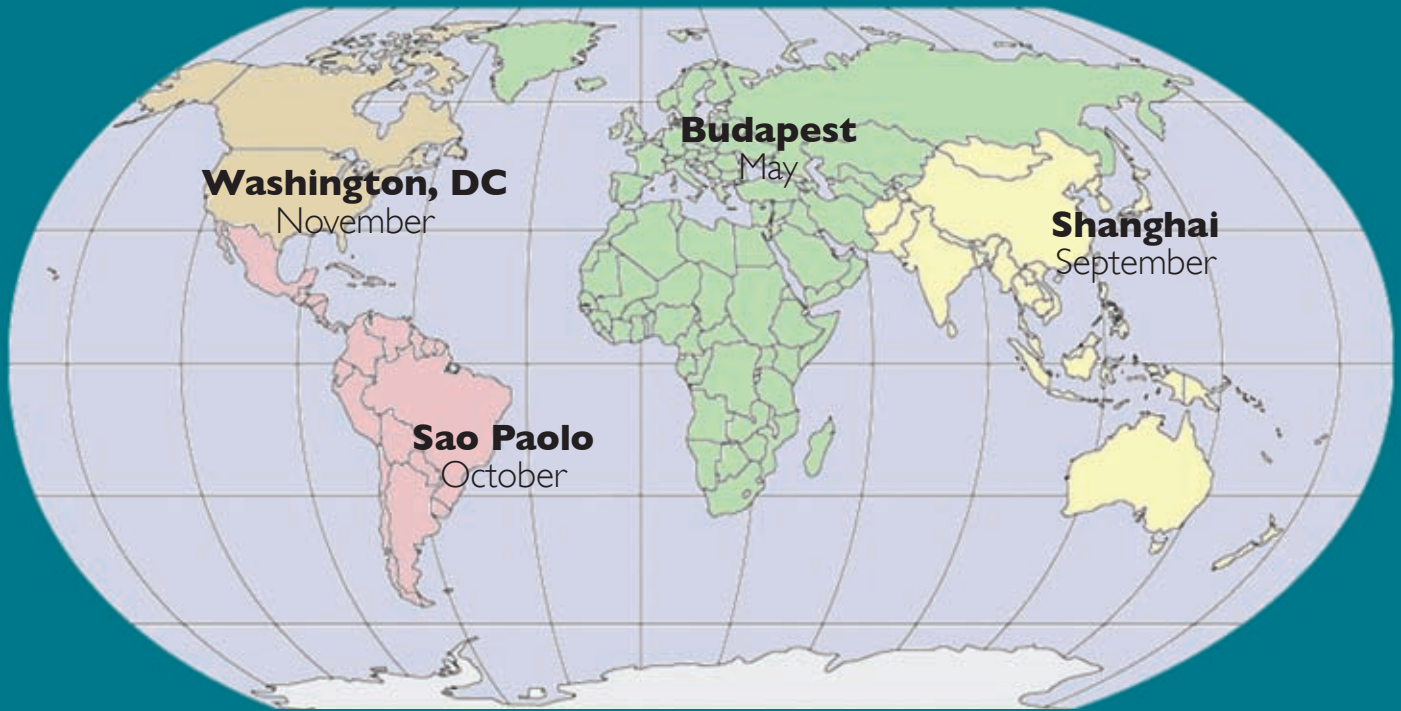 Budapest
May
Washington, DC
November
Shanghai
September
Sao Paolo
October